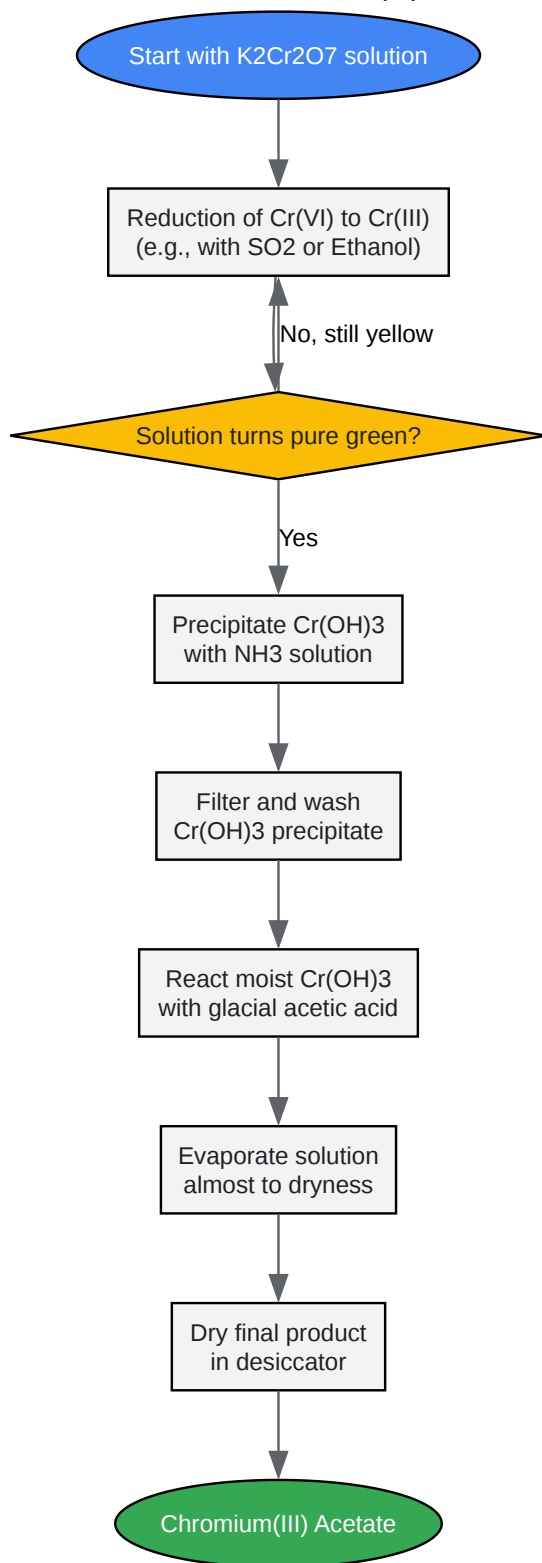 Start with K2Cr2O7 solution
Reduction of Cr(VI) to Cr(III)
(e.g., with SO2 or Ethanol)
No, still yellow
Solution turns pure green?
Yes
Precipitate Cr(OH)3
with NH3 solution
Filter and wash
Cr(OH)3 precipitate
React moist Cr(OH)3
with glacial acetic acid
Evaporate solution
almost to dryness
Dry final product
in desiccator
Chromium(III) Acetate